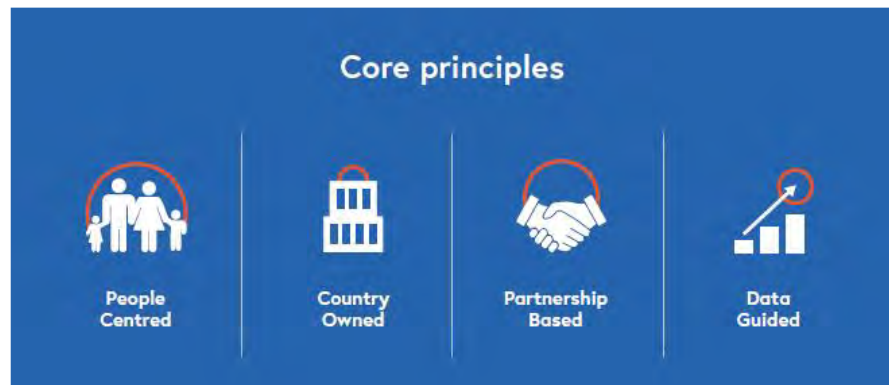 Core principles
People
Centred
Country
Owned
Partnership
Based
Data
Guided